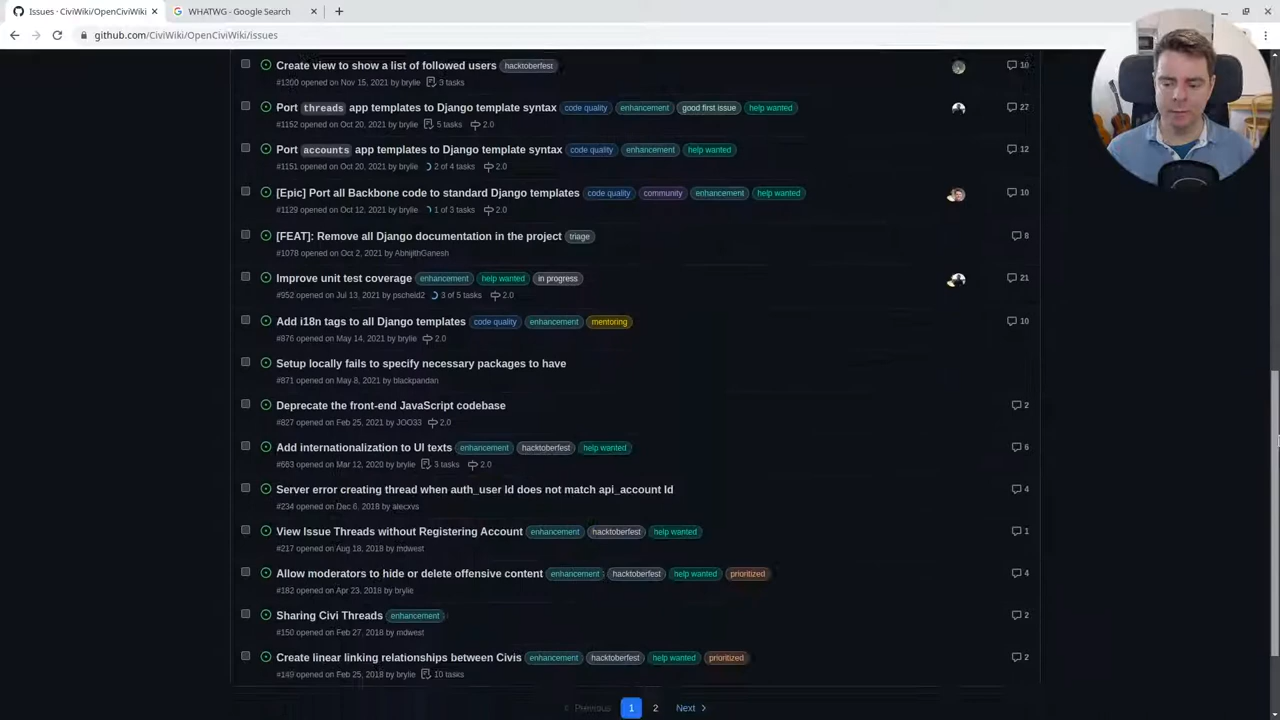 Issues · CiviWiki/OpenCiviWiki
WHATWG - Google Search
github.com/CiviWiki/OpenCiviWiki/issues
Create view to show a list of followed users hacktoberfest 10
#1200 opened on Nov 15, 2021 by brylie 9 tasks
Port threads app templates to Django template syntax code quality enhancement good first issue help wanted 27
#1152 opened on Oct 20, 2021 by brylie 5 tasks 2.0
Port accounts app templates to Django template syntax code quality enhancement help wanted 12
#1151 opened on Oct 20, 2021 by brylie 2 of 4 tasks 2.0
[Epic] Port all Backbone code to standard Django templates code quality community enhancement help wanted 10
#1129 opened on Oct 12, 2021 by brylie 1 of 3 tasks 2.0
[FEAT]: Remove all Django documentation in the project triage 8
#1078 opened on Oct 2, 2021 by AbhijithGanesh
Improve unit test coverage enhancement help wanted in progress 21
#952 opened on Jul 13, 2021 by pscheid2 3 of 5 tasks 2.0
Add i18n tags to all Django templates code quality enhancement mentoring 10
#876 opened on May 14, 2021 by brylie 2.0
Setup locally fails to specify necessary packages to have
#871 opened on May 8, 2021 by blackpandan
Deprecate the front-end JavaScript codebase 2
#827 opened on Feb 25, 2021 by JOO33 2.0
Add internationalization to UI texts enhancement hacktoberfest help wanted 6
#663 opened on Mar 12, 2020 by brylie 3 tasks 2.0
Server error creating thread when auth_user Id does not match api_account Id 4
#234 opened on Dec 6, 2018 by alecxvs
View Issue Threads without Registering Account enhancement hacktoberfest help wanted 1
#217 opened on Aug 18, 2018 by mdwest
Allow moderators to hide or delete offensive content enhancement hacktoberfest help wanted prioritized 4
#182 opened on Apr 23, 2018 by brylie
Sharing Civi Threads enhancement 2
#150 opened on Feb 27, 2018 by mdwest
Create linear linking relationships between Civis enhancement hacktoberfest help wanted prioritized 2
#149 opened on Feb 25, 2018 by brylie 10 tasks
Previous 1 2 Next